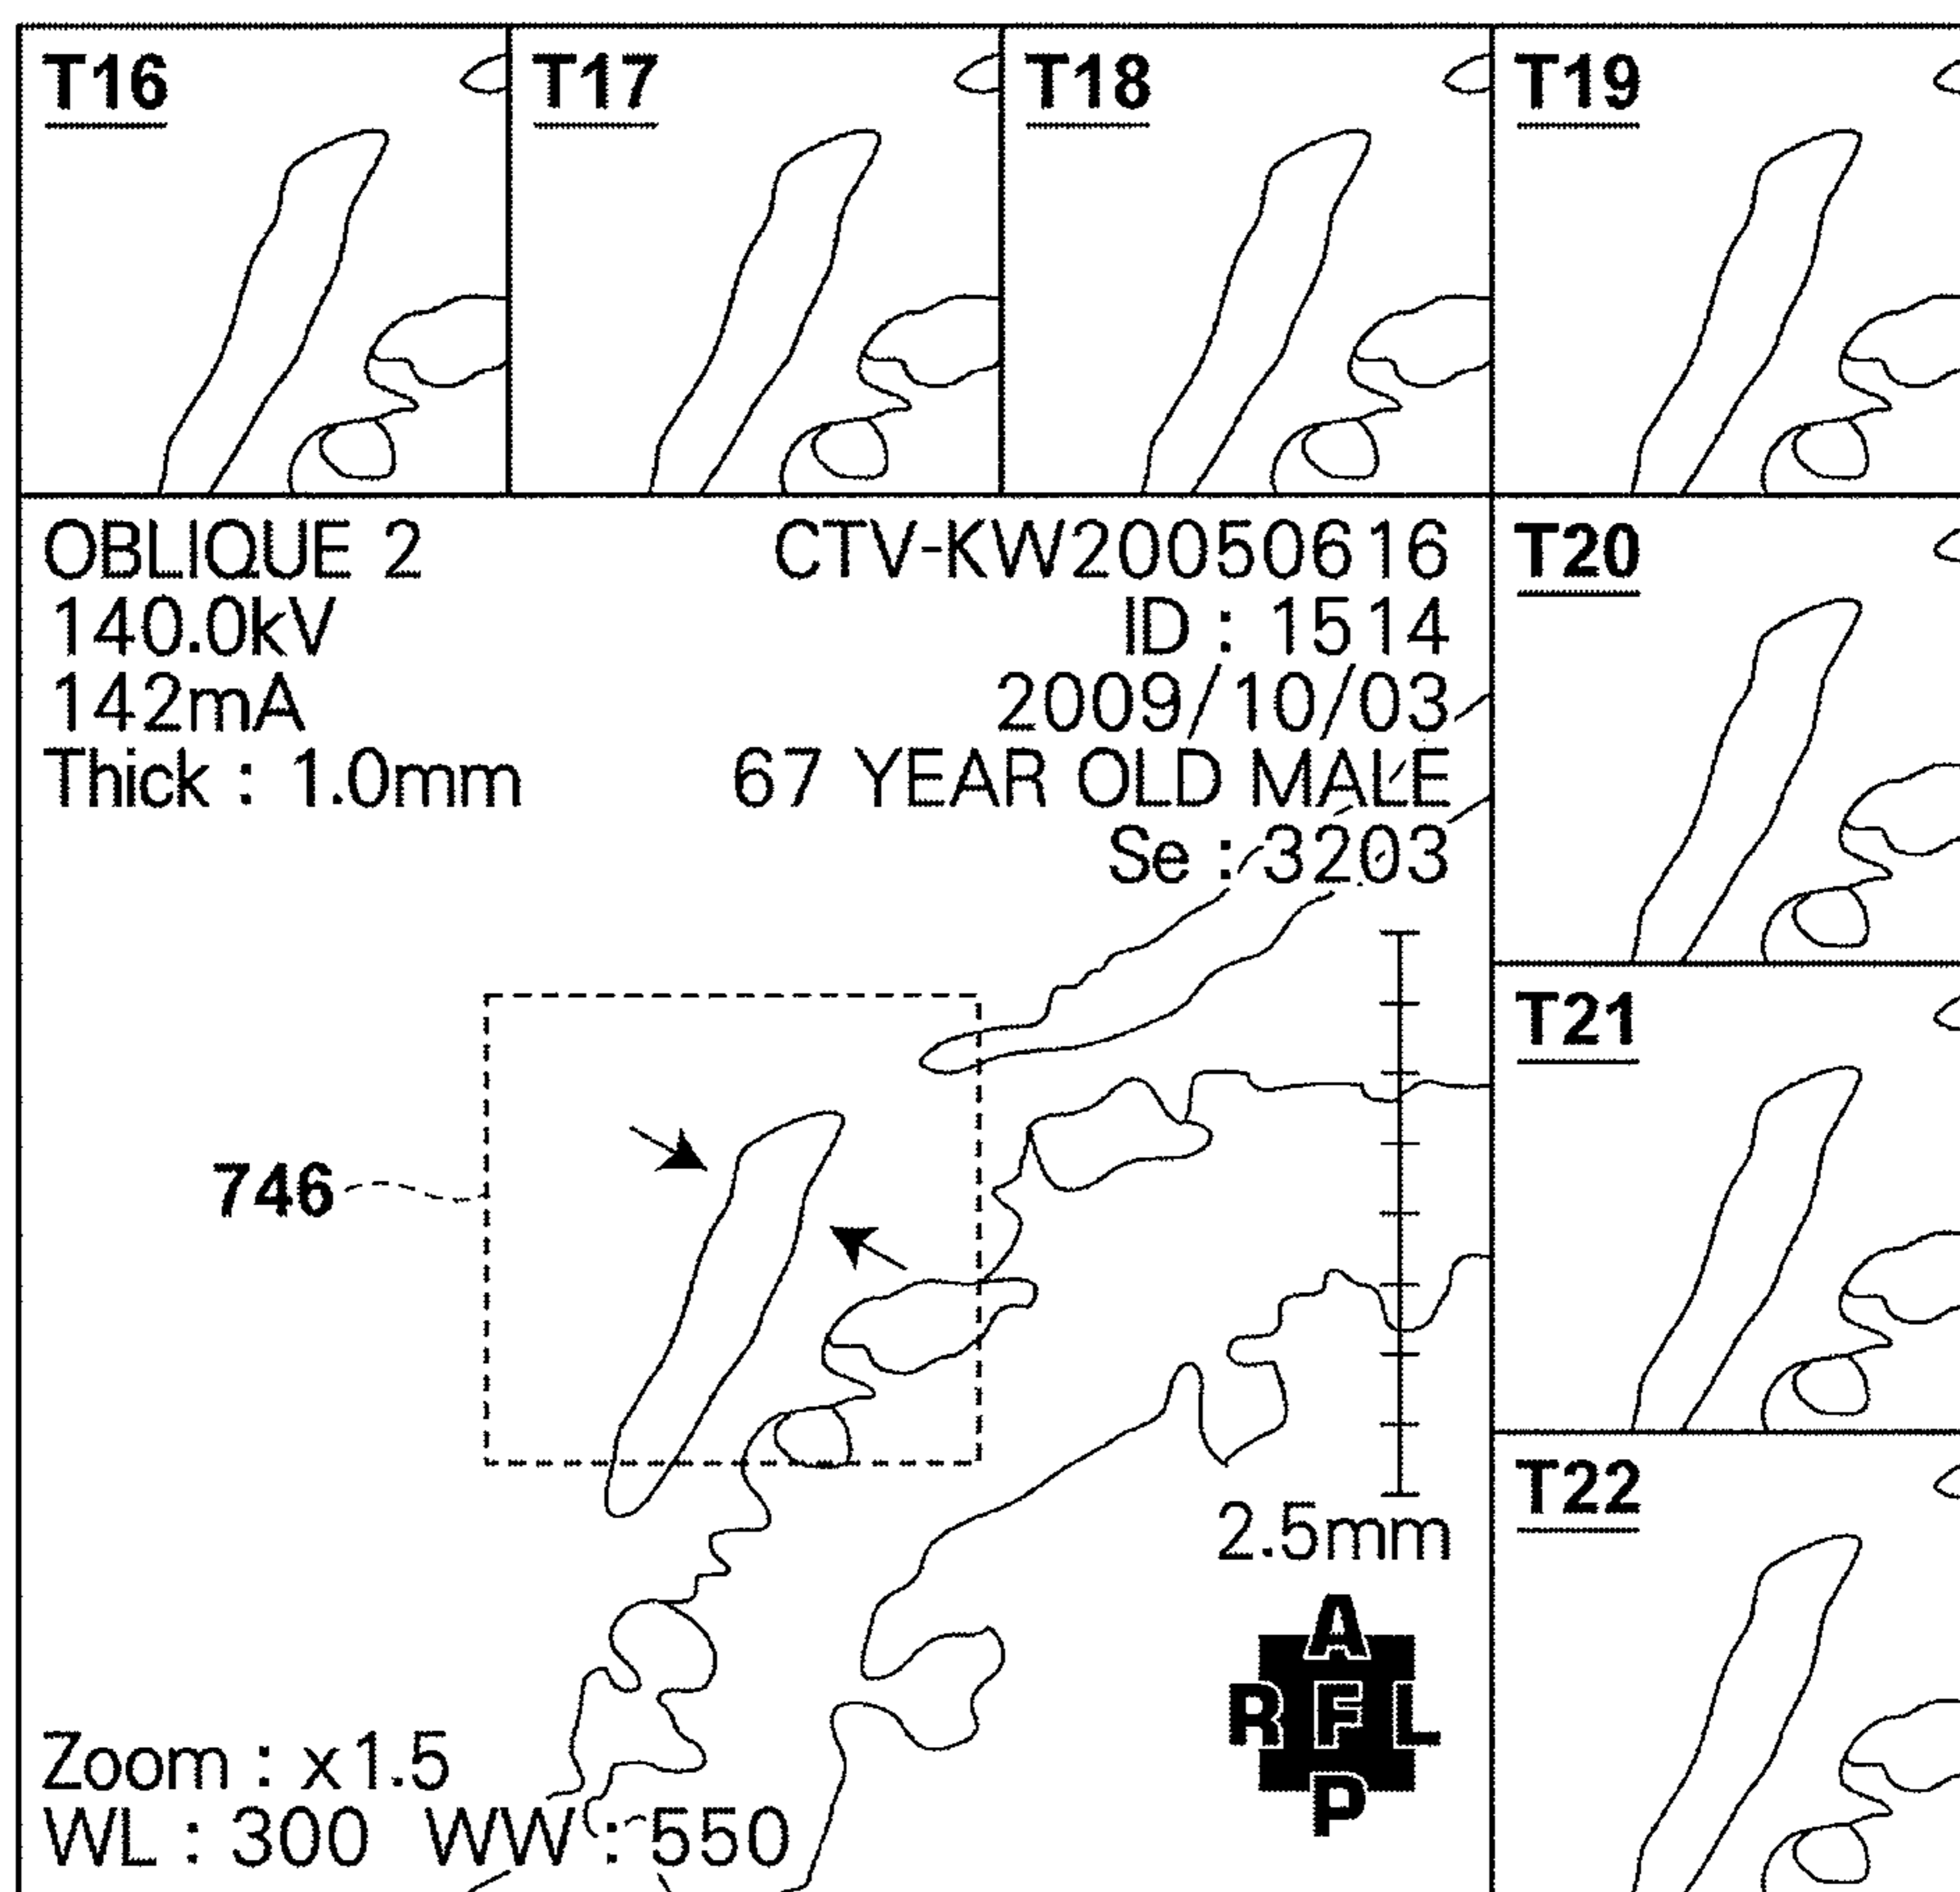 T16 T17 T18 T19
OBLIQUE 2 CTV-KW20050616 T20
140.0kV ID : 1514
142mA 2009/10/03
Thick : 1.0mm 67 YEAR OLD MALE
Se : 3203
T21
746
T22
2.5mm
A
R F L
P
Zoom : x1.5
WL : 300 WW : 550